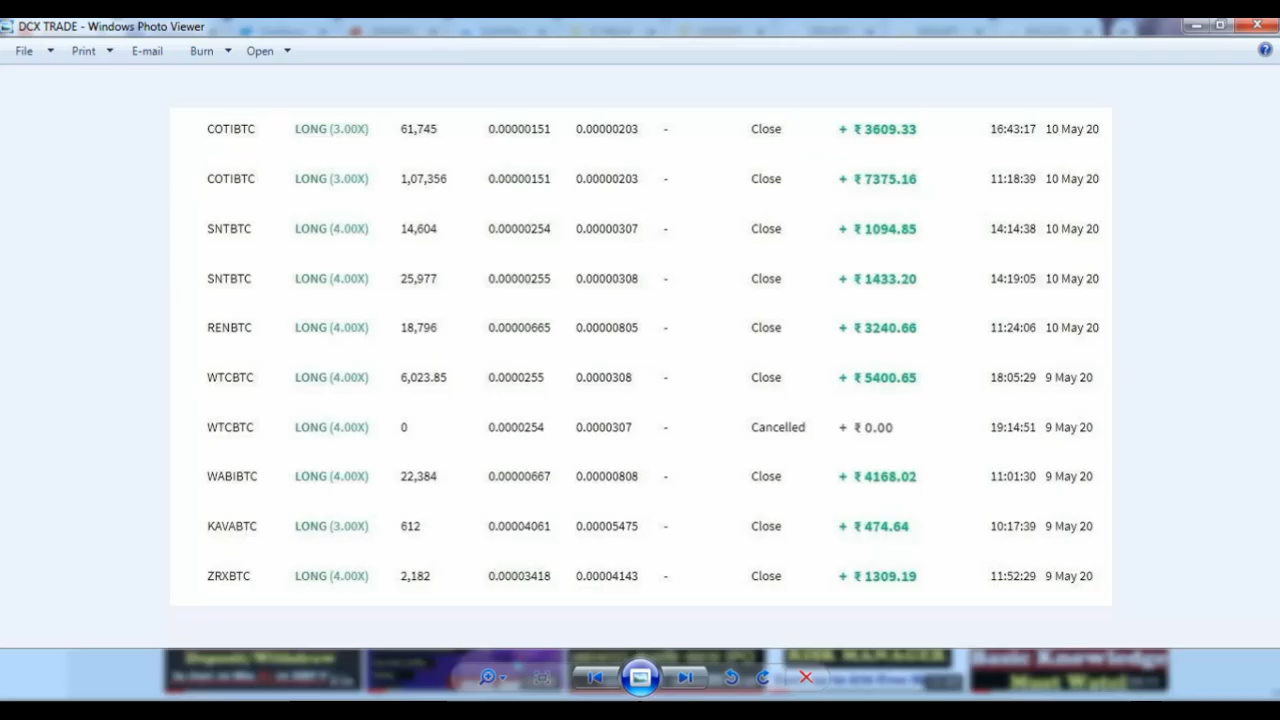 DCX TRADE - Windows Photo Viewer
File Print E-mail Burn Open
COTIBTC LONG (3.00X) 61,745 0.00000151 0.00000203 - Close + ₹ 3609.33 16:43:17 10 May 20
COTIBTC LONG (3.00X) 1,07,356 0.00000151 0.00000203 - Close + ₹ 7375.16 11:18:39 10 May 20
SNTBTC LONG (4.00X) 14,604 0.00000254 0.00000307 - Close + ₹ 1094.85 14:14:38 10 May 20
SNTBTC LONG (4.00X) 25,977 0.00000255 0.00000308 - Close + ₹ 1433.20 14:19:05 10 May 20
RENBTC LONG (4.00X) 18,796 0.00000665 0.00000805 - Close + ₹ 3240.66 11:24:06 10 May 20
WTCBTC LONG (4.00X) 6,023.85 0.0000255 0.0000308 - Close + ₹ 5400.65 18:05:29 9 May 20
WTCBTC LONG (4.00X) 0 0.0000254 0.0000307 - Cancelled + ₹ 0.00 19:14:51 9 May 20
WABIBTC LONG (4.00X) 22,384 0.00000667 0.00000808 - Close + ₹ 4168.02 11:01:30 9 May 20
KAVABTC LONG (3.00X) 612 0.00004061 0.00005475 - Close + ₹ 474.64 10:17:39 9 May 20
ZRXBTC LONG (4.00X) 2,182 0.00003418 0.00004143 - Close + ₹ 1309.19 11:52:29 9 May 20
Deposit/Withdraw RISK MANAGER Basic Knowledge
Must Watch